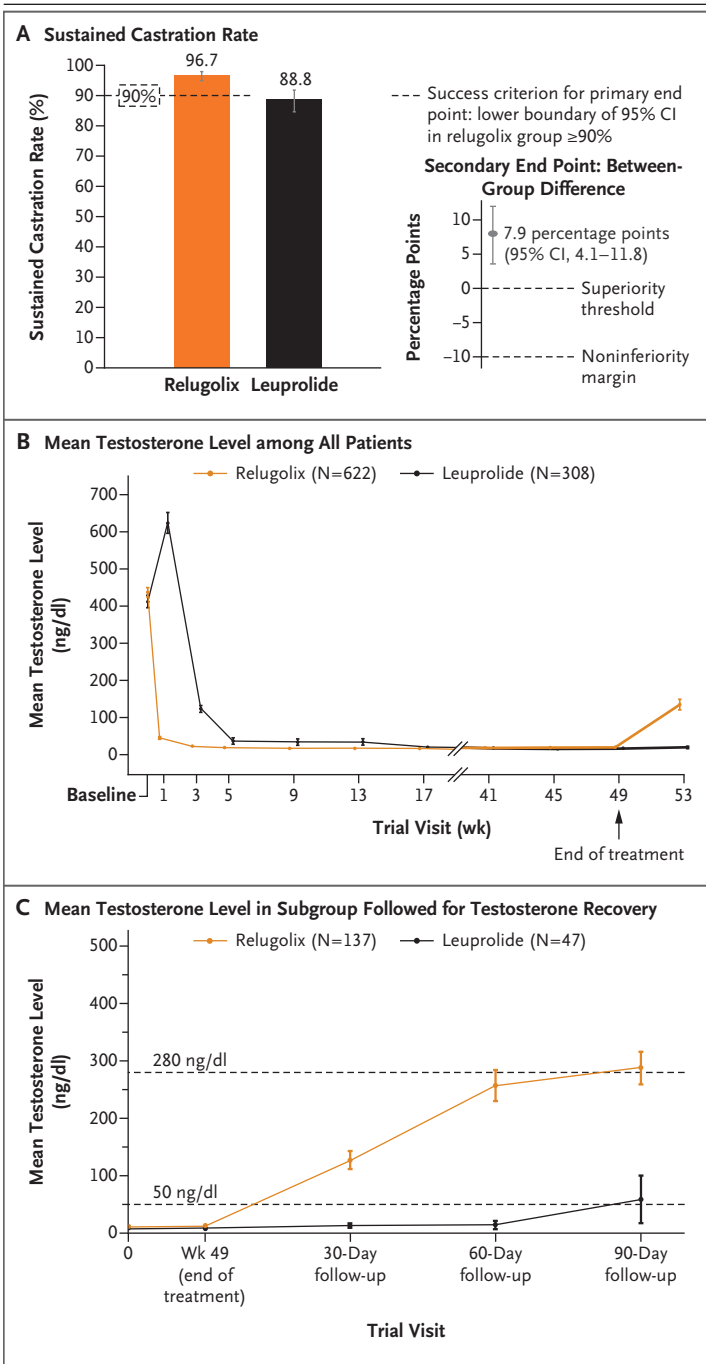 A Sustained Castration Rate
100
90
80
70
60
50
40
30
20
10
0
Sustained Castration Rate (%)
90%
96.7
88.8
Relugolix
Leuprolide
Success criterion for primary end
point: lower boundary of 95% CI
in relugolix group ≥90%
Secondary End Point: Between-
Group Difference
Percentage Points
10
5
0
−5
−10
7.9 percentage points
(95% CI, 4.1–11.8)
Superiority
threshold
Noninferiority
margin
B Mean Testosterone Level among All Patients
Relugolix (N=622)
Leuprolide (N=308)
Mean Testosterone Level
(ng/dl)
700
600
500
400
300
200
100
0
Baseline
1
3
5
9
13
17
41
45
49
53
Trial Visit (wk)
End of treatment
C Mean Testosterone Level in Subgroup Followed for Testosterone Recovery
Relugolix (N=137)
Leuprolide (N=47)
Mean Testosterone Level
(ng/dl)
500
400
300
200
100
0
280 ng/dl
50 ng/dl
0
Wk 49
(end of
treatment)
30-Day
follow-up
60-Day
follow-up
90-Day
follow-up
Trial Visit